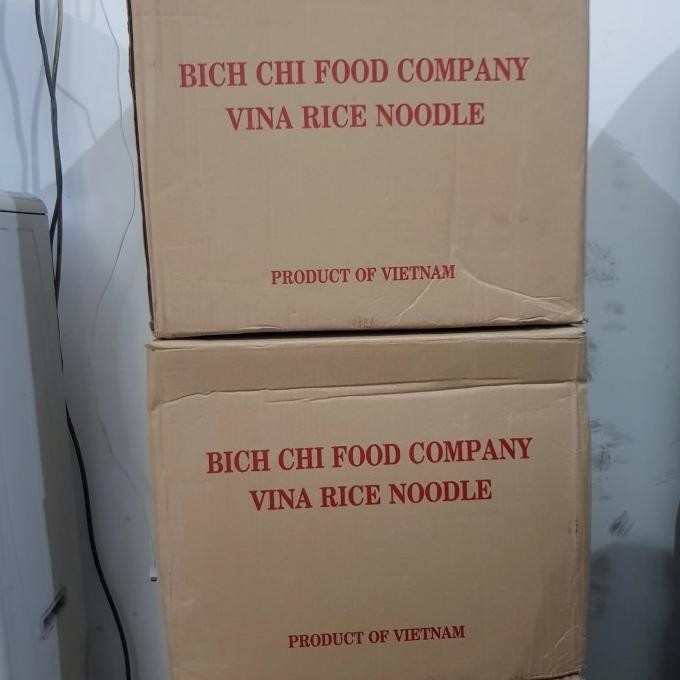 BICH CHI FOOD COMPANY
VINA RICE NOODLE
PRODUCT OF VIETNAM
BICH CHI FOOD COMPANY
VINA RICE NOODLE
PRODUCT OF VIETNAM